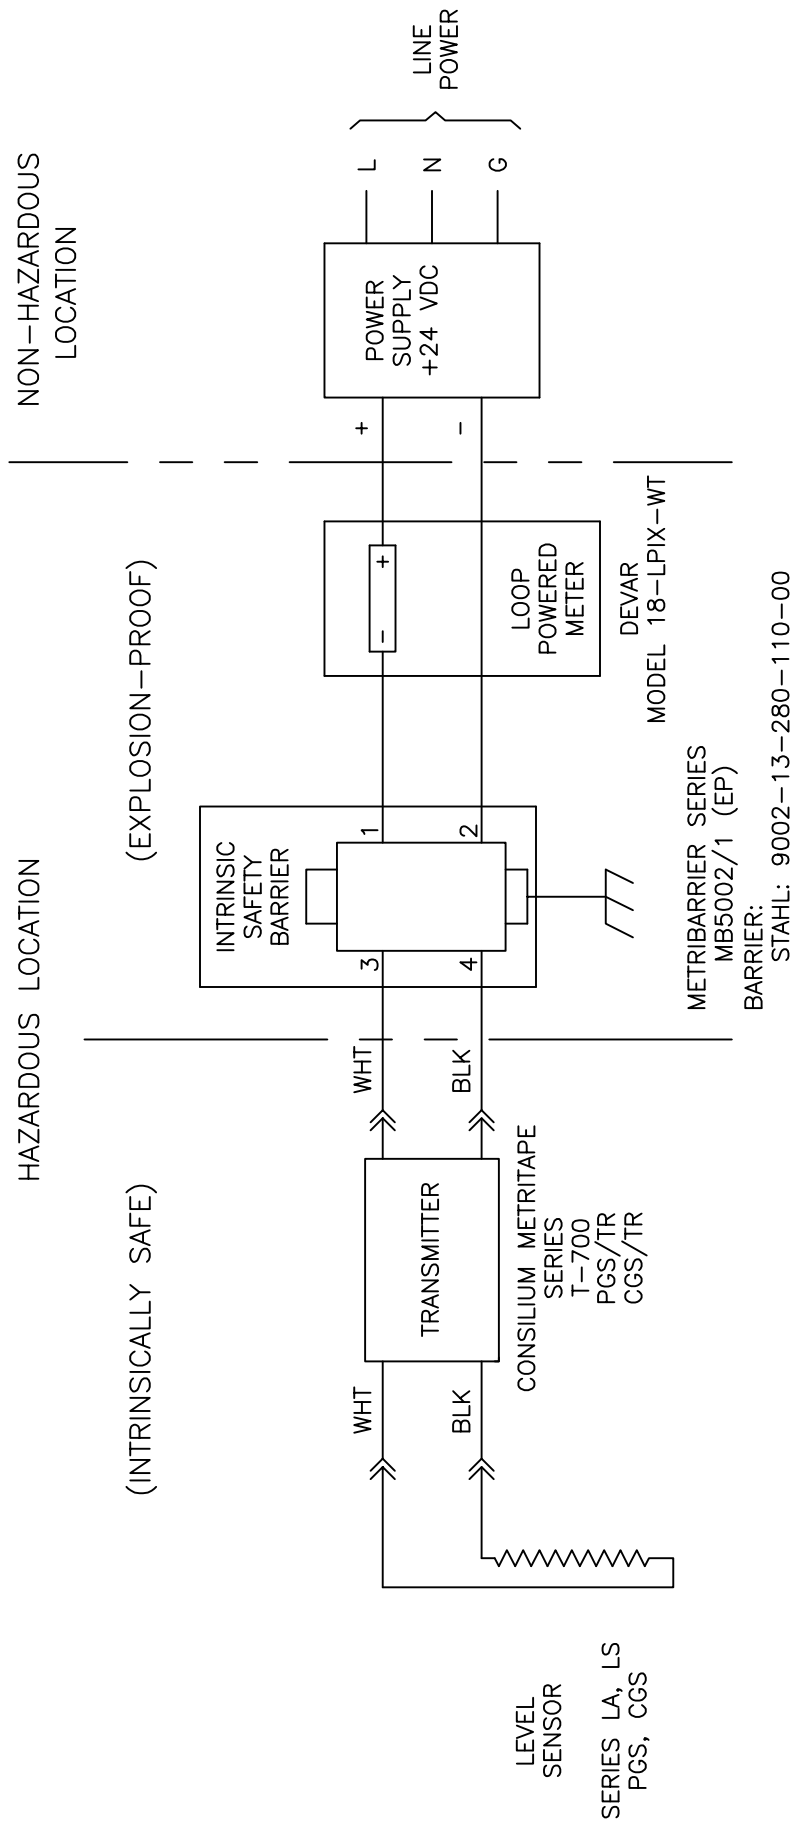 HAZARDOUS LOCATION
NON-HAZARDOUS
LOCATION
(INTRINSICALLY SAFE)
(EXPLOSION-PROOF)
LEVEL
SENSOR
SERIES LA, LS
PGS, CGS
WHT
BLK
TRANSMITTER
CONSILIUM METRITAPE
SERIES
T-700
PGS/TR
CGS/TR
WHT
BLK
INTRINSIC
SAFETY
BARRIER
3
1
4
2
METRIBARRIER SERIES
MB5002/1 (EP)
BARRIER:
STAHL: 9002-13-280-110-00
- +
LOOP
POWERED
METER
DEVAR
MODEL 18-LPIX-WT
+
-
POWER
SUPPLY
+24 VDC
L
N
G
LINE
POWER